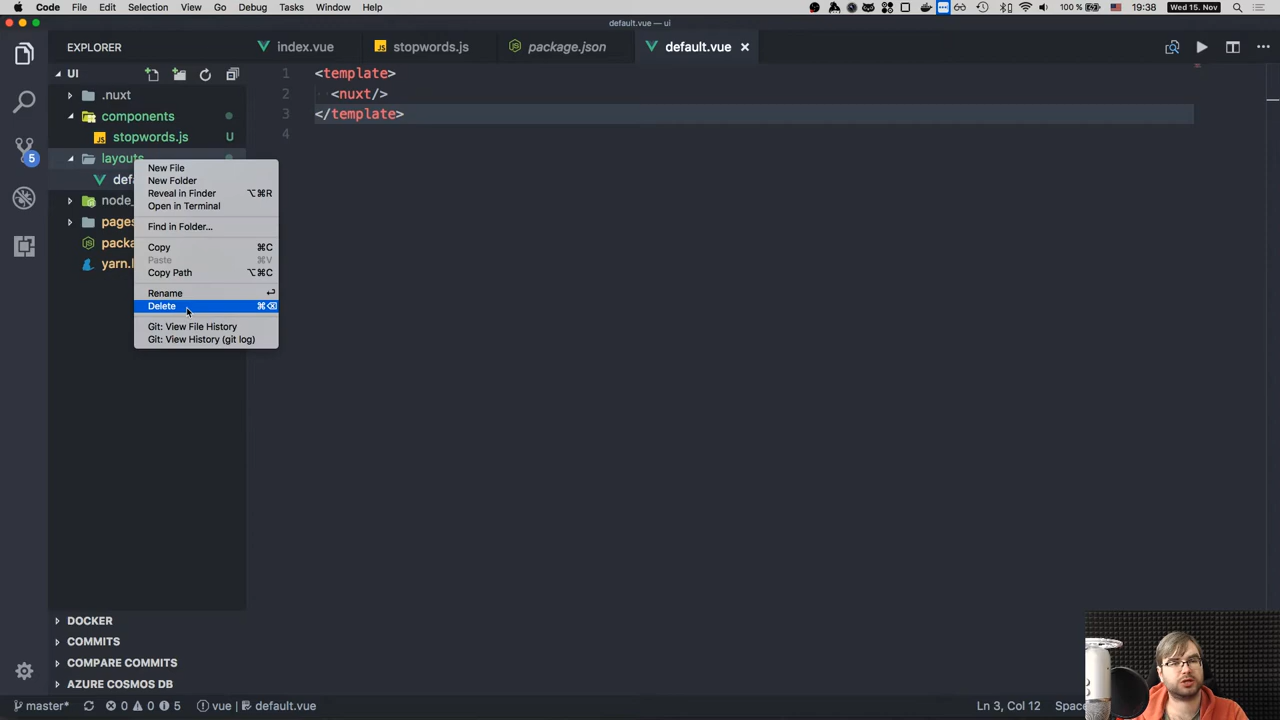 Code File Edit Selection View Go Debug Tasks Window Help
100 % 19:38 Wed 15. Nov
default.vue — ui
EXPLORER
index.vue
stopwords.js
package.json
default.vue
UI
.nuxt
components
stopwords.js U
layouts
node_
pages
yarn.l
1 <template>
2 <nuxt/>
3 </template>
4
New File
New Folder
Reveal in Finder ⌥⌘R
Open in Terminal
Find in Folder...
Copy ⌘C
Paste ⌘V
Copy Path ⌥⌘C
Rename ↩
Delete ⌘⌫
Git: View File History
Git: View History (git log)
5
DOCKER
COMMITS
COMPARE COMMITS
AZURE COSMOS DB
master* 0 0 5 vue default.vue
Ln 3, Col 12